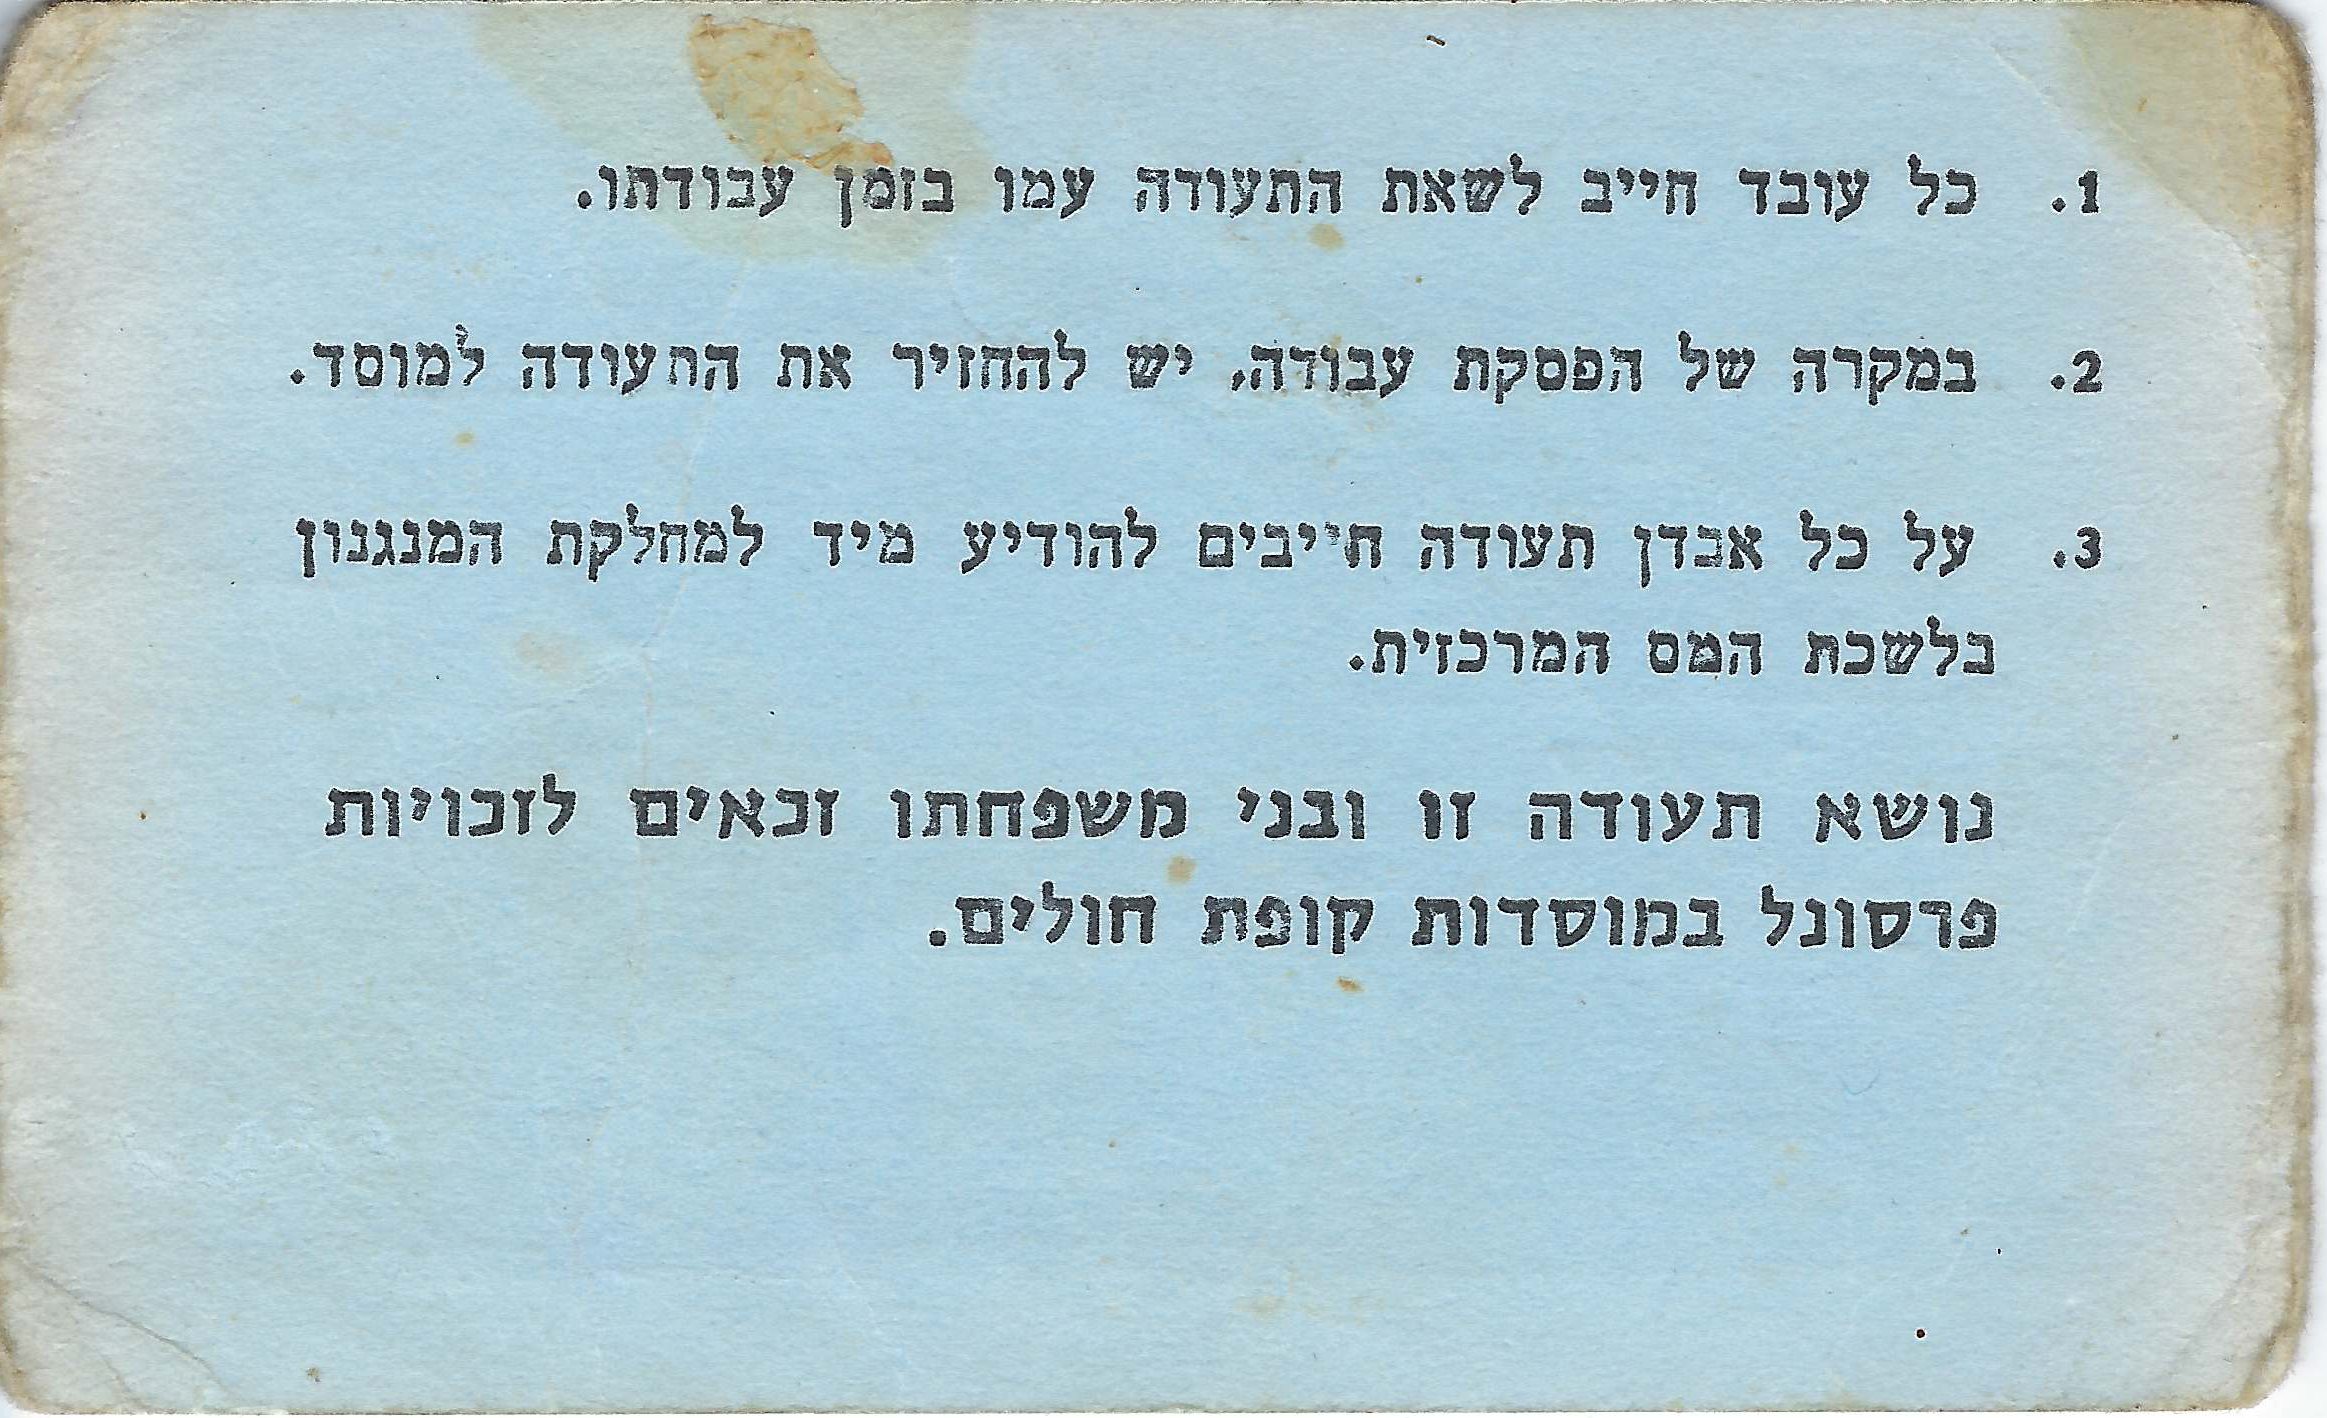 1. כל עובד חייב לשאת התעודה עמו בזמן עבודתו.
2. במקרה של הפסקת עבודה, יש להחזיר את התעודה למוסד.
3. על כל אבדן תעודה חייבים להודיע מיד למחלקת המנגנון
בלשכת המס המרכזית.
נושא תעודה זו ובני משפחתו זכאים לזכויות
פרסונל במוסדות קופת חולים.